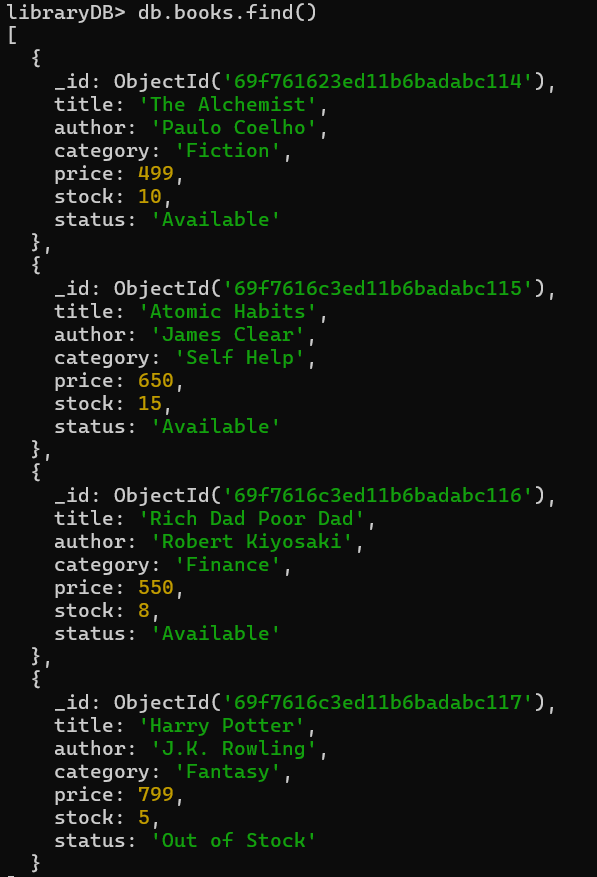 libraryDB> db.books.find()
[
  {
    _id: ObjectId('69f761623ed11b6badabc114'),
    title: 'The Alchemist',
    author: 'Paulo Coelho',
    category: 'Fiction',
    price: 499,
    stock: 10,
    status: 'Available'
  },
  {
    _id: ObjectId('69f7616c3ed11b6badabc115'),
    title: 'Atomic Habits',
    author: 'James Clear',
    category: 'Self Help',
    price: 650,
    stock: 15,
    status: 'Available'
  },
  {
    _id: ObjectId('69f7616c3ed11b6badabc116'),
    title: 'Rich Dad Poor Dad',
    author: 'Robert Kiyosaki',
    category: 'Finance',
    price: 550,
    stock: 8,
    status: 'Available'
  },
  {
    _id: ObjectId('69f7616c3ed11b6badabc117'),
    title: 'Harry Potter',
    author: 'J.K. Rowling',
    category: 'Fantasy',
    price: 799,
    stock: 5,
    status: 'Out of Stock'
  }